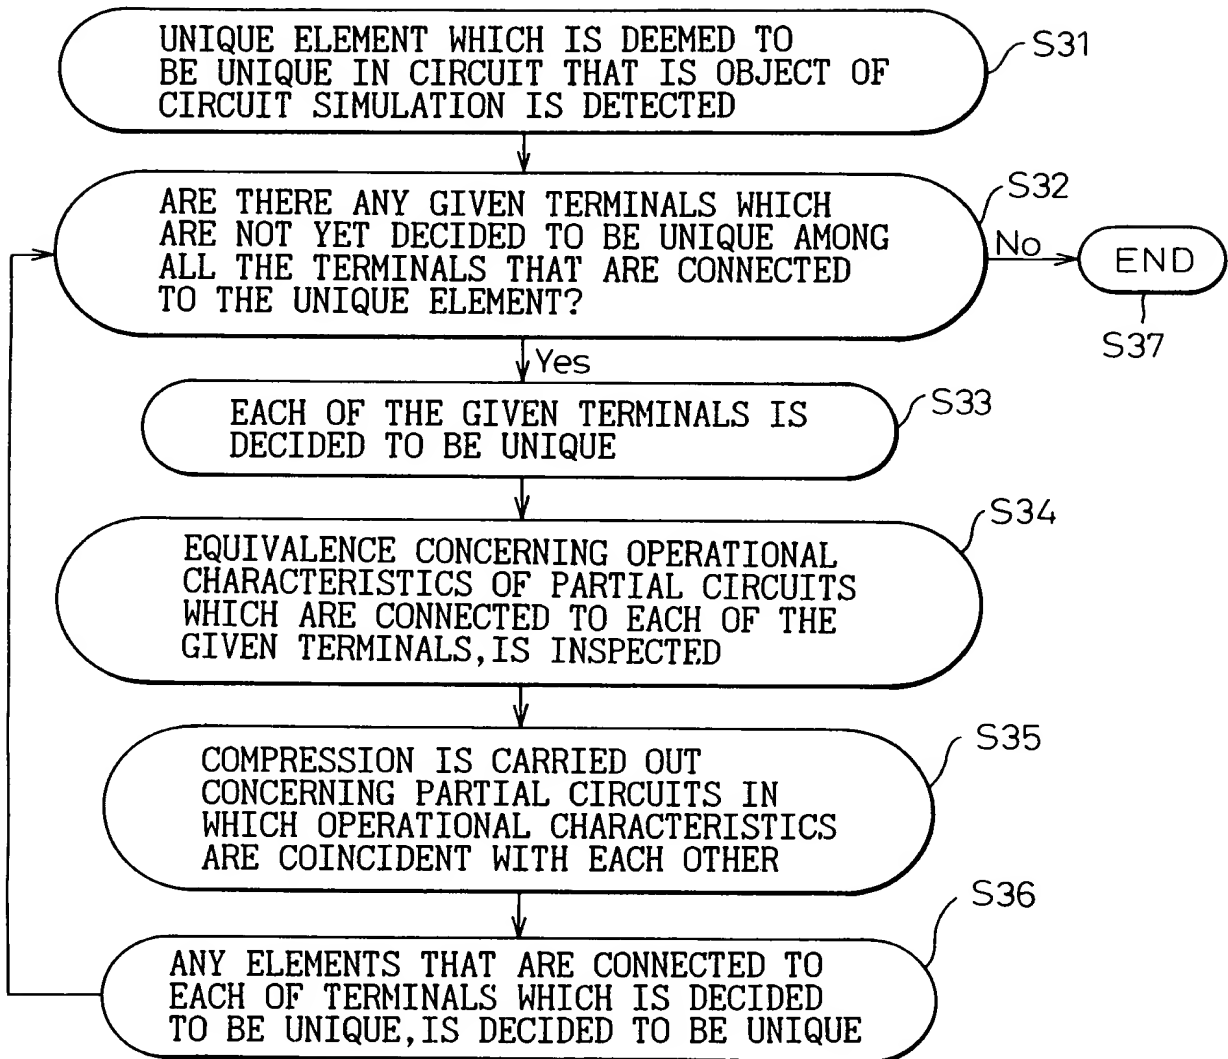 UNIQUE ELEMENT WHICH IS DEEMED TO
BE UNIQUE IN CIRCUIT THAT IS OBJECT OF
CIRCUIT SIMULATION IS DETECTED
S31
ARE THERE ANY GIVEN TERMINALS WHICH
ARE NOT YET DECIDED TO BE UNIQUE AMONG
ALL THE TERMINALS THAT ARE CONNECTED
TO THE UNIQUE ELEMENT?
S32
No
END
S37
Yes
EACH OF THE GIVEN TERMINALS IS
DECIDED TO BE UNIQUE
S33
EQUIVALENCE CONCERNING OPERATIONAL
CHARACTERISTICS OF PARTIAL CIRCUITS
WHICH ARE CONNECTED TO EACH OF THE
GIVEN TERMINALS,IS INSPECTED
S34
COMPRESSION IS CARRIED OUT
CONCERNING PARTIAL CIRCUITS IN
WHICH OPERATIONAL CHARACTERISTICS
ARE COINCIDENT WITH EACH OTHER
S35
ANY ELEMENTS THAT ARE CONNECTED TO
EACH OF TERMINALS WHICH IS DECIDED
TO BE UNIQUE,IS DECIDED TO BE UNIQUE
S36